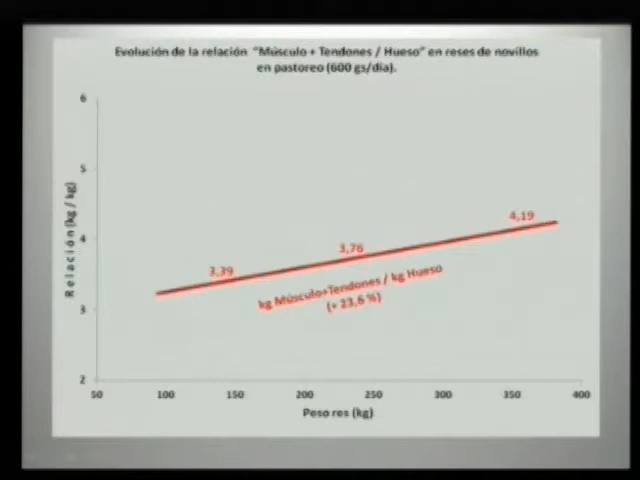 Evolución de la relación "Músculo + Tendones / Hueso" en reses de novillos
en pastoreo (600 gs/día).
6
5
4
3
2
Relación (kg / kg)
3,39
3,76
4,19
kg Músculo+Tendones / kg Hueso
(+ 23,6 %)
50 100 150 200 250 300 350 400
Peso res (kg)